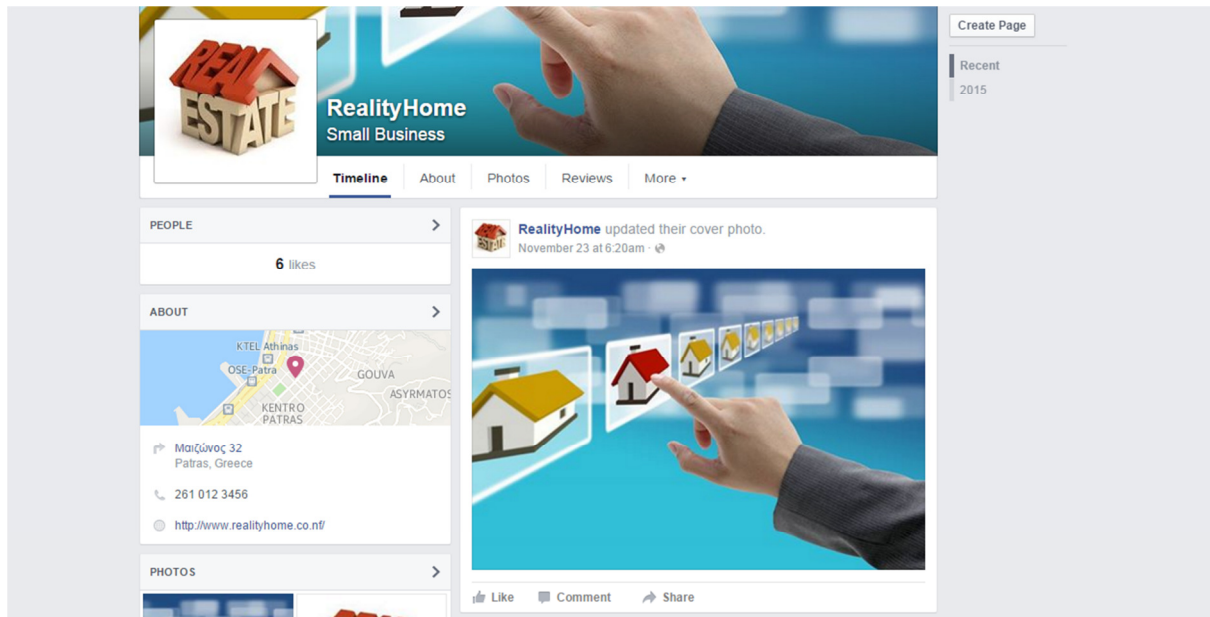 REAL
ESTATE
RealityHome
Small Business
Timeline About Photos Reviews More
Create Page
Recent
2015
PEOPLE
6 likes
ABOUT
KTEL Athinas
OSE-Patra
GOUVA
ASYRMATOS
KENTRO
PATRAS
Μαιζώνος 32
Patras, Greece
261 012 3456
http://www.realityhome.co.nf/
PHOTOS
ESTATE
RealityHome updated their cover photo.
November 23 at 6:20am ·
Like Comment Share